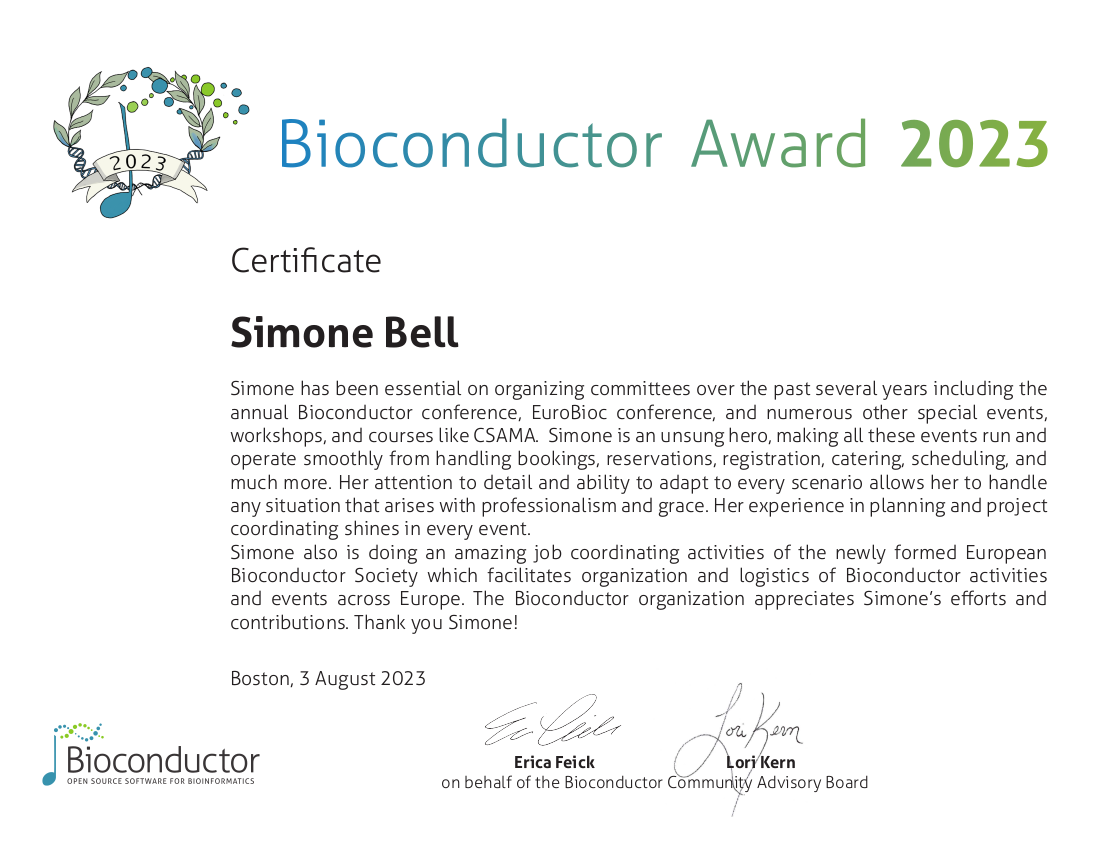 2023
Bioconductor Award 2023
Certificate
Simone Bell
Simone has been essential on organizing committees over the past several years including the
annual Bioconductor conference, EuroBioc conference, and numerous other special events,
workshops, and courses like CSAMA.  Simone is an unsung hero, making all these events run and
operate smoothly from handling bookings, reservations, registration, catering, scheduling, and
much more. Her attention to detail and ability to adapt to every scenario allows her to handle
any situation that arises with professionalism and grace. Her experience in planning and project
coordinating shines in every event.
Simone also is doing an amazing job coordinating activities of the newly formed European
Bioconductor Society which facilitates organization and logistics of Bioconductor activities
and events across Europe. The Bioconductor organization appreciates Simone’s efforts and
contributions. Thank you Simone!
Boston, 3 August 2023
Lori Kern
Erica Feick Lori Kern
on behalf of the Bioconductor Community Advisory Board
Bioconductor
OPEN SOURCE SOFTWARE FOR BIOINFORMATICS